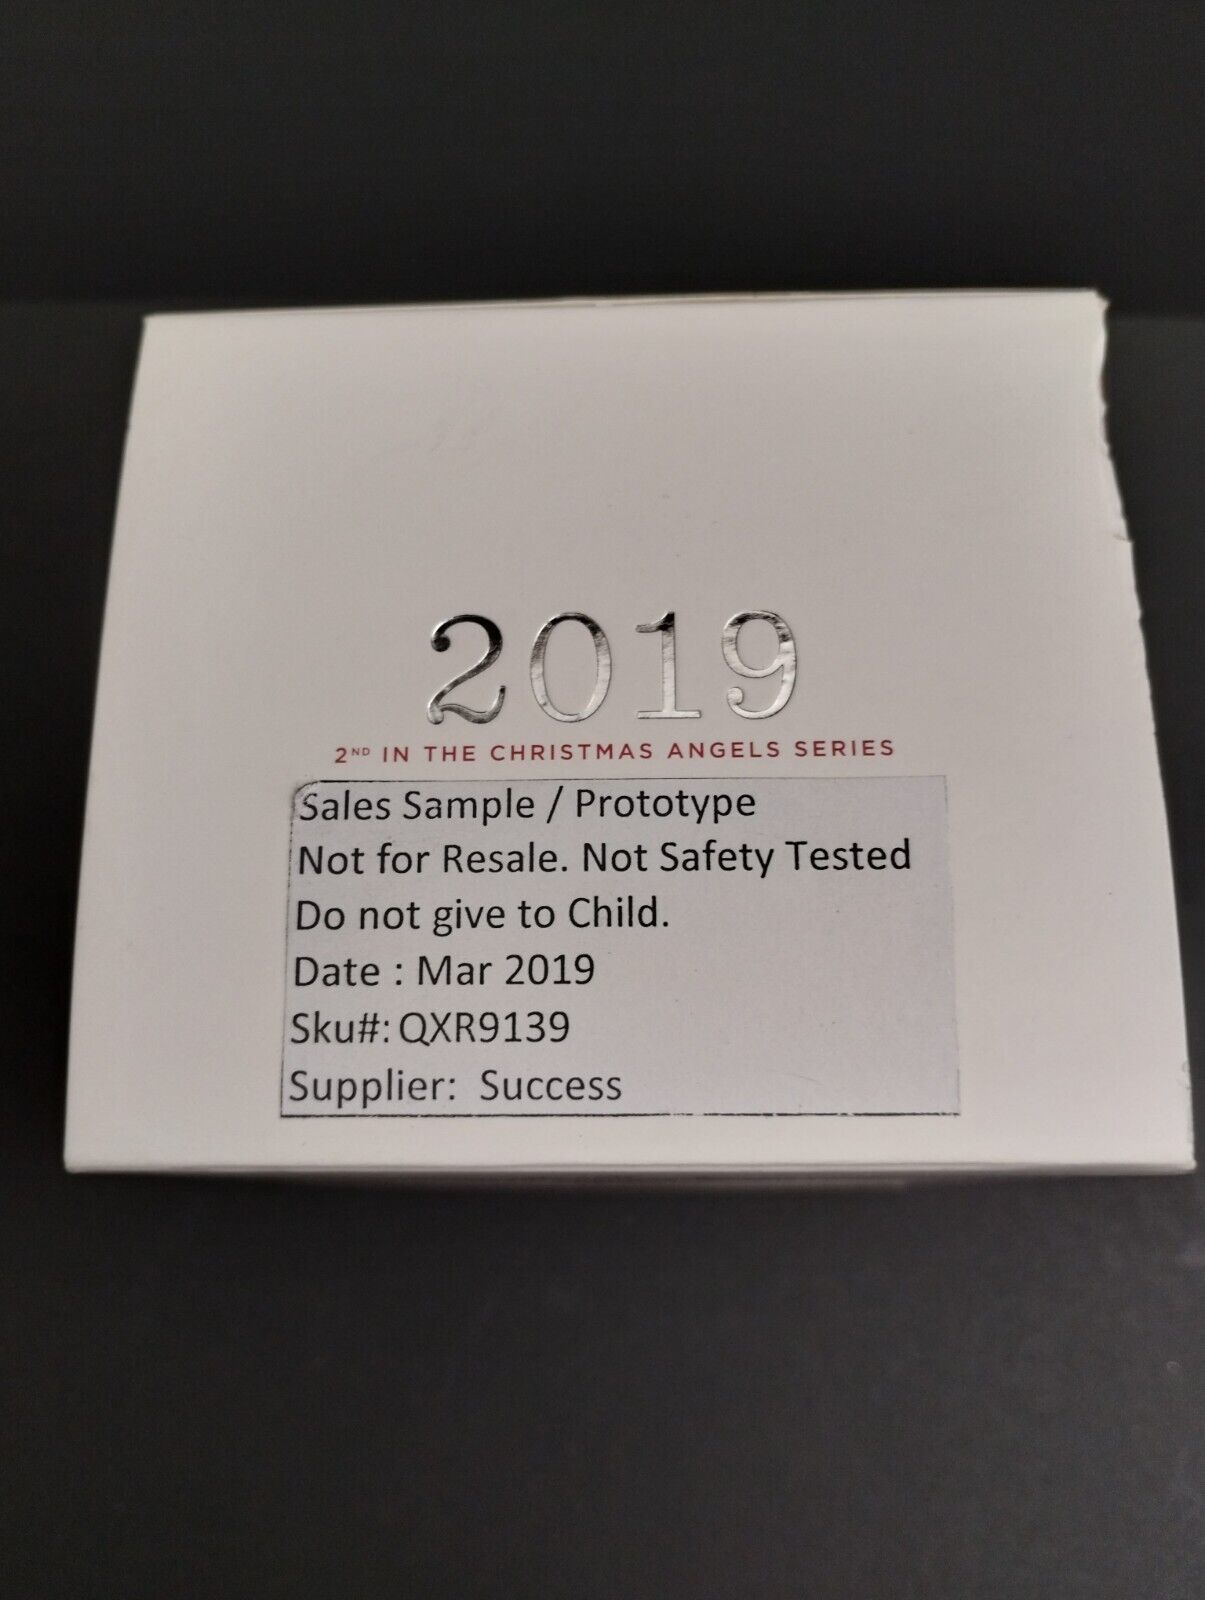 2019
2ND IN THE CHRISTMAS ANGELS SERIES
Sales Sample / Prototype
Not for Resale. Not Safety Tested
Do not give to Child.
Date : Mar 2019
Sku#: QXR9139
Supplier: Success